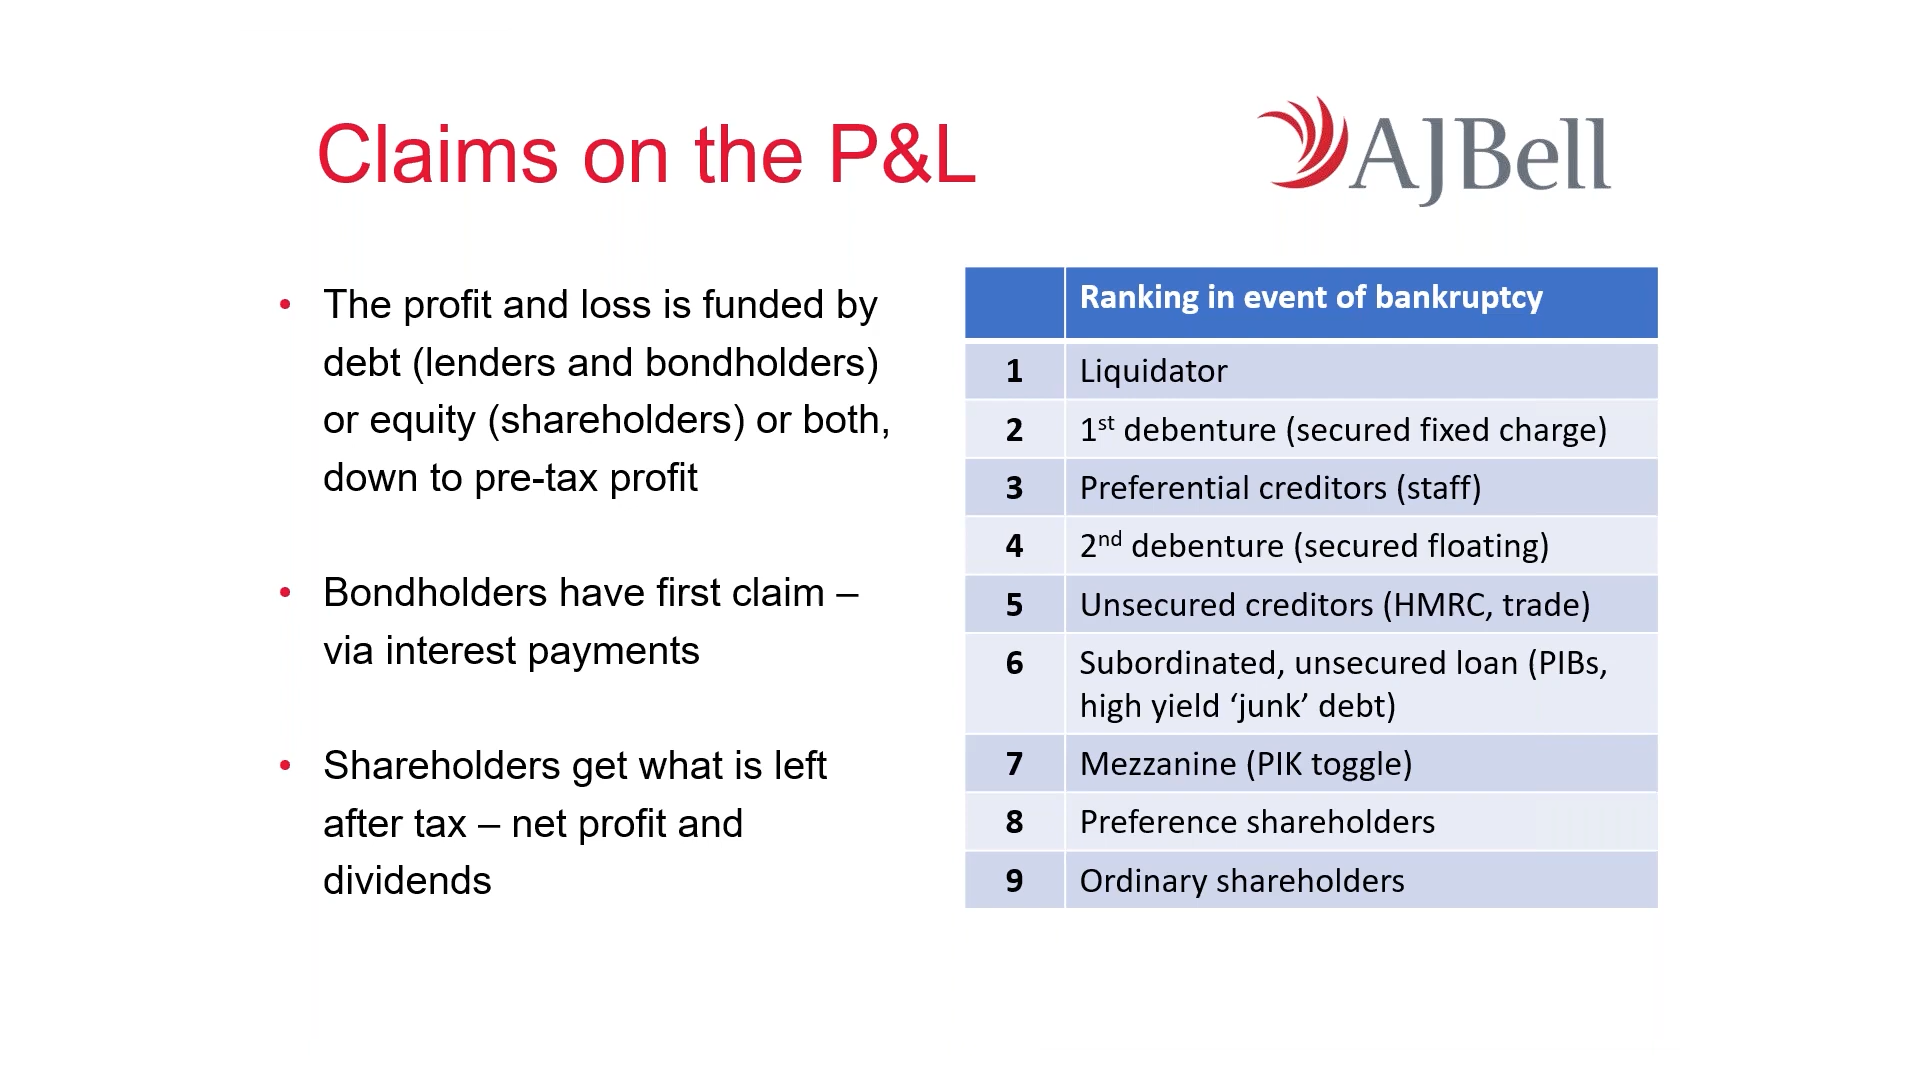 Claims on the P&L
AJBell
• The profit and loss is funded by
debt (lenders and bondholders)
or equity (shareholders) or both,
down to pre-tax profit
• Bondholders have first claim –
via interest payments
• Shareholders get what is left
after tax – net profit and
dividends
Ranking in event of bankruptcy
1 Liquidator
2 1st debenture (secured fixed charge)
3 Preferential creditors (staff)
4 2nd debenture (secured floating)
5 Unsecured creditors (HMRC, trade)
6 Subordinated, unsecured loan (PIBs,
high yield ‘junk’ debt)
7 Mezzanine (PIK toggle)
8 Preference shareholders
9 Ordinary shareholders